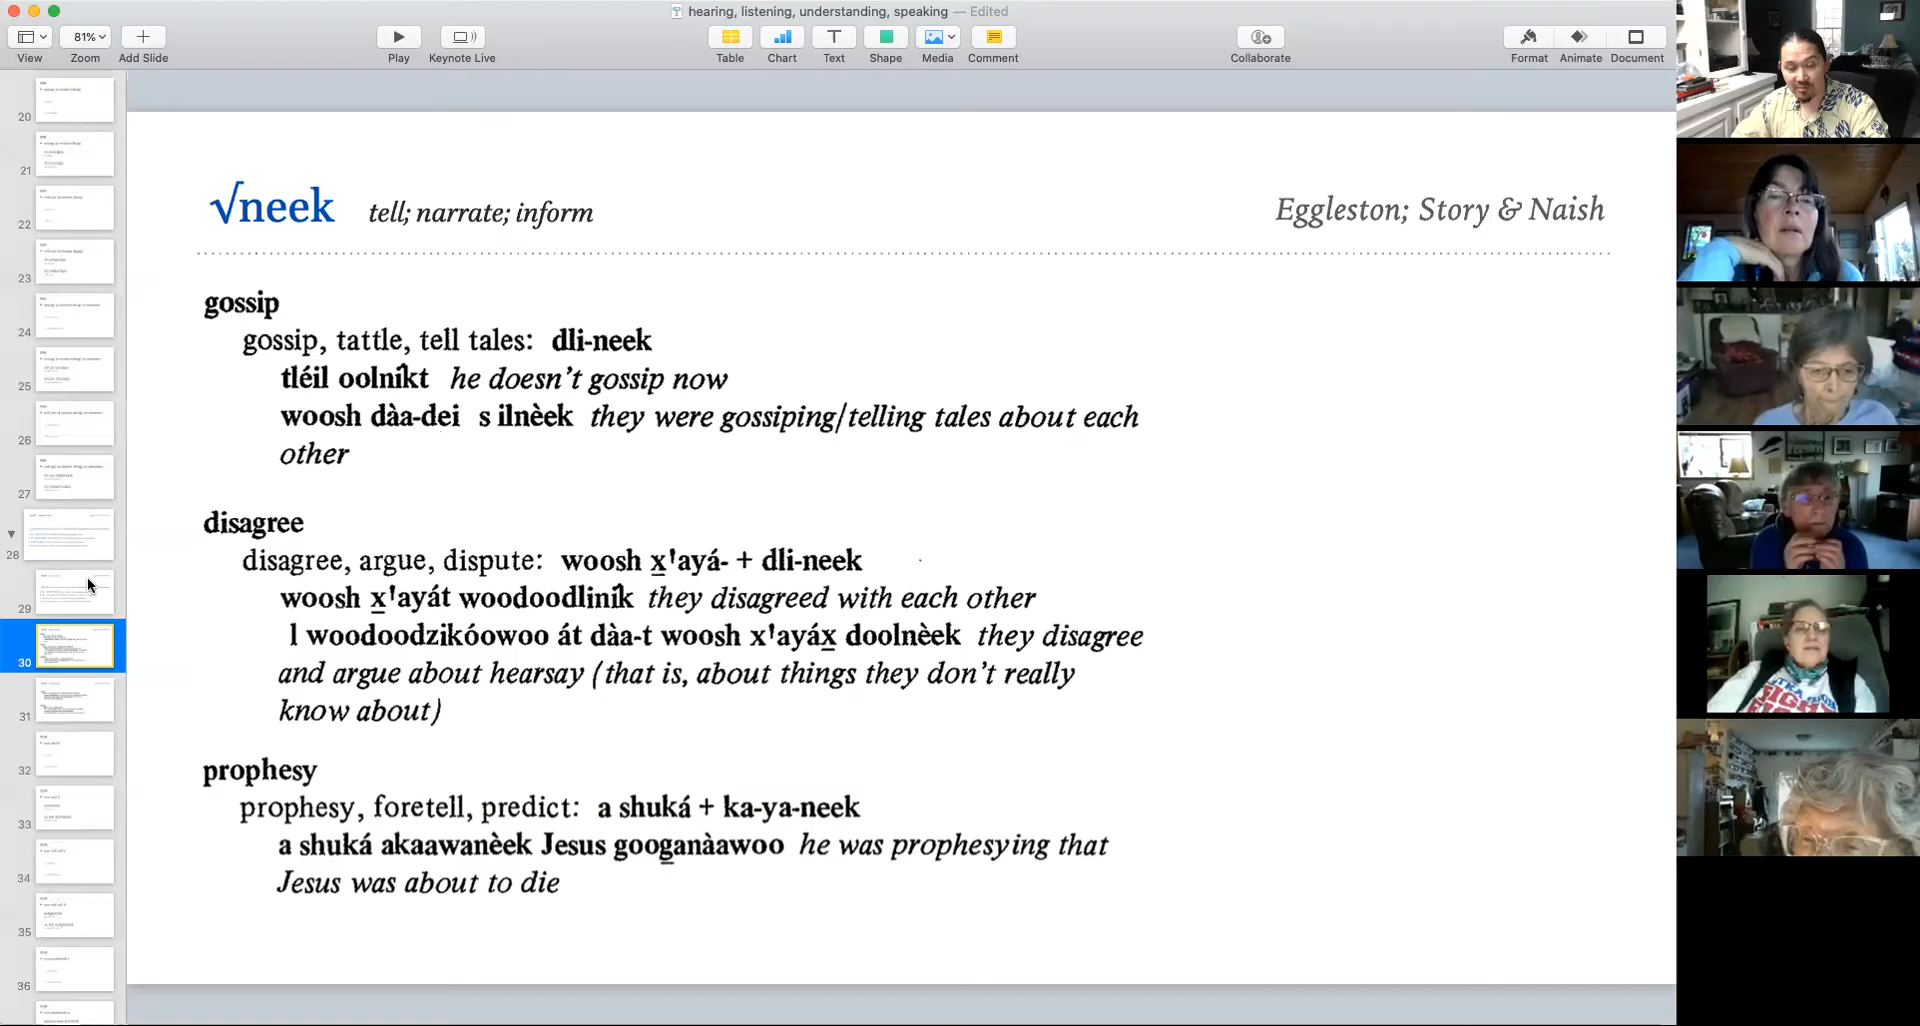 hearing, listening, understanding, speaking — Edited
81%
View Zoom Add Slide Play Keynote Live Table Chart Text Shape Media Comment Collaborate Format Animate Document
√neek tell; narrate; inform Eggleston; Story & Naish
gossip
gossip, tattle, tell tales: dli-neek
tléil oolníkt he doesn't gossip now
woosh dàa-dei s ilnèek they were gossiping/telling tales about each
other
disagree
disagree, argue, dispute: woosh x̲'ayá- + dli-neek
woosh x̲'ayát woodoodliník they disagreed with each other
l woodoodzikóowoo át dàa-t woosh x'ayáx̲ doolnèek they disagree
and argue about hearsay (that is, about things they don't really
know about)
prophesy
prophesy, foretell, predict: a shuká + ka-ya-neek
a shuká akaawanèek Jesus goog̲anàawoo he was prophesying that
Jesus was about to die
20
21
22
23
24
25
26
27
28
29
30
31
32
33
34
35
36